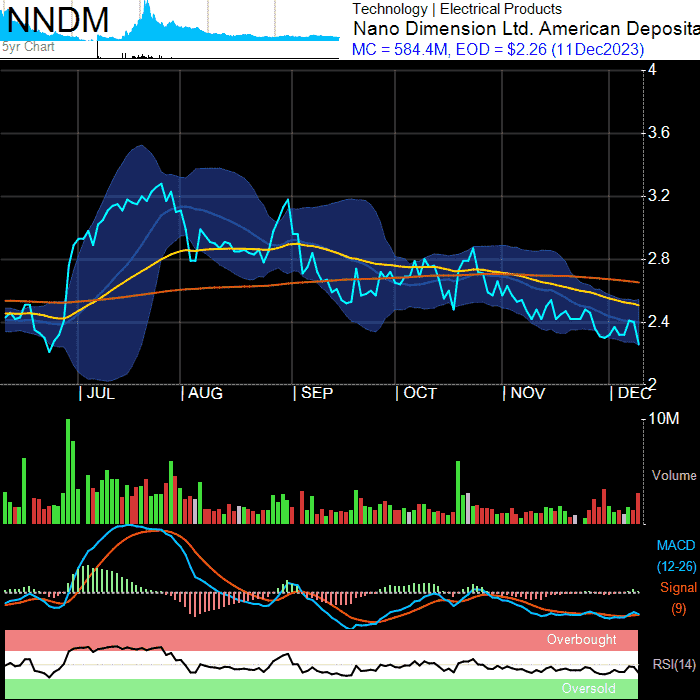 NNDM
5yr Chart
Technology | Electrical Products
Nano Dimension Ltd. American Deposita
MC = 584.4M, EOD = $2.26 (11Dec2023)
4
3.6
3.2
2.8
2.4
2
| JUL | AUG | SEP | OCT | NOV | DEC
10M
Volume
MACD
(12-26)
Signal
(9)
Overbought
RSI(14)
Oversold